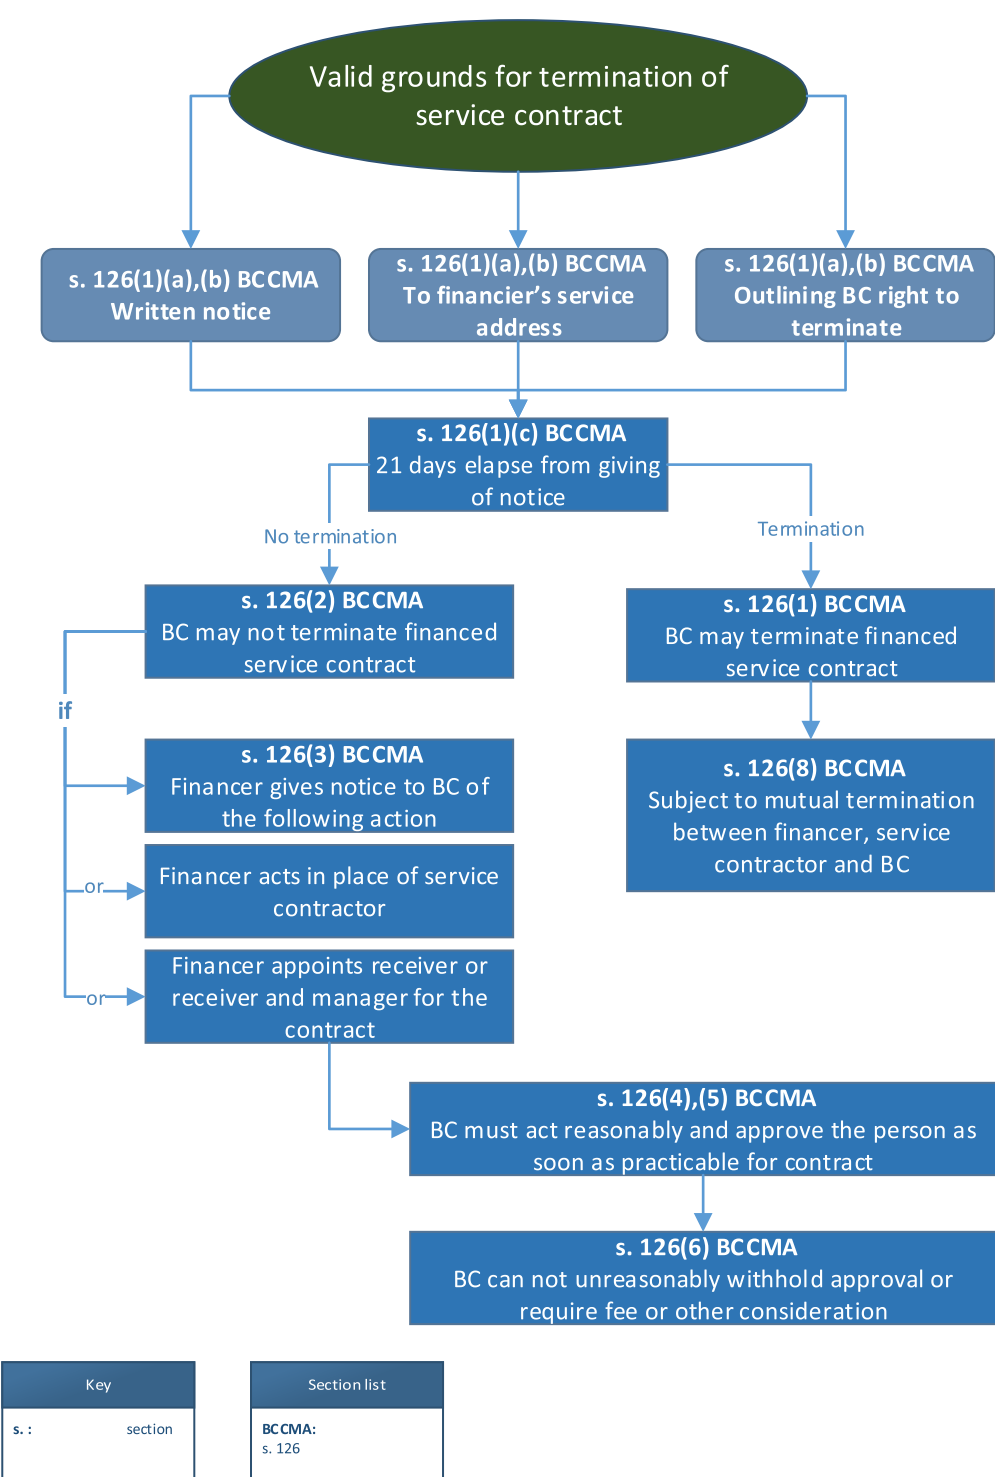 Valid grounds for termination of
service contract
s. 126(1)(a),(b) BCCMA
Written notice
s. 126(1)(a),(b) BCCMA
To financier's service
address
s. 126(1)(a),(b) BCCMA
Outlining BC right to
terminate
s. 126(1)(c) BCCMA
21 days elapse from giving
of notice
No termination
Termination
s. 126(2) BCCMA
BC may not terminate financed
service contract
s. 126(1) BCCMA
BC may terminate financed
service contract
if
s. 126(3) BCCMA
Financer gives notice to BC of
the following action
s. 126(8) BCCMA
Subject to mutual termination
between financer, service
contractor and BC
or
Financer acts in place of service
contractor
or
Financer appoints receiver or
receiver and manager for the
contract
s. 126(4),(5) BCCMA
BC must act reasonably and approve the person as
soon as practicable for contract
s. 126(6) BCCMA
BC can not unreasonably withhold approval or
require fee or other consideration
Key
s. : section
Section list
BCCMA:
s. 126